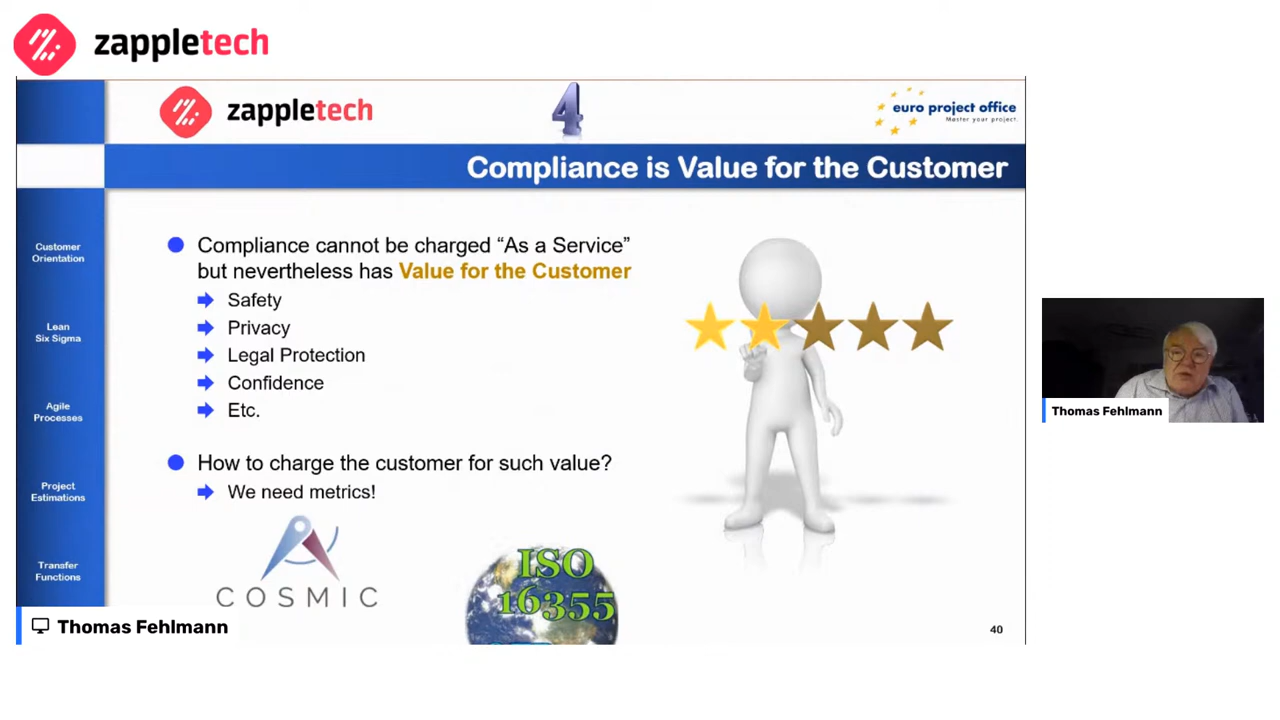 zappletech
zappletech
4
euro project office
Master your project.
Compliance is Value for the Customer
Customer
Orientation
Lean
Six Sigma
Agile
Processes
Project
Estimations
Transfer
Functions
Compliance cannot be charged “As a Service”
but nevertheless has Value for the Customer
Safety
Privacy
Legal Protection
Confidence
Etc.
How to charge the customer for such value?
We need metrics!
COSMIC
ISO
16355
40
Thomas Fehlmann
Thomas Fehlmann